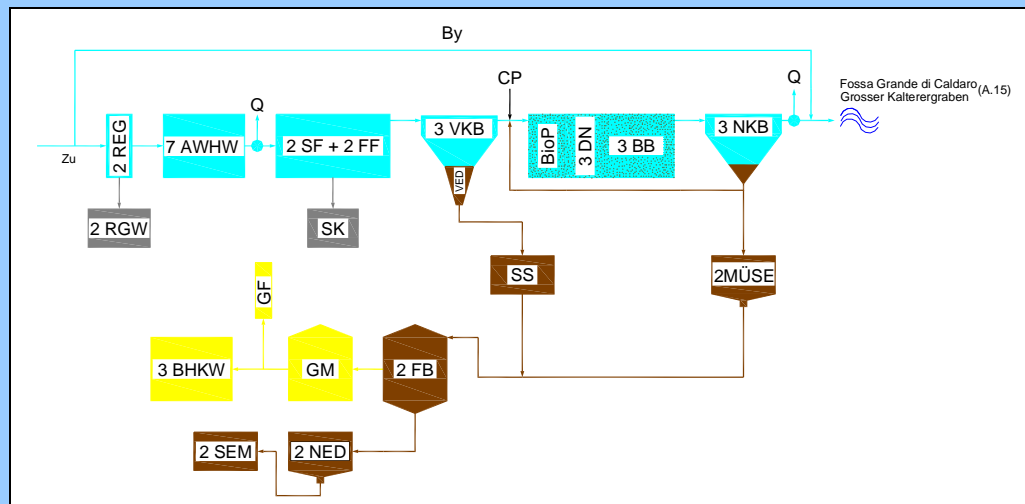 By
Q
Fossa Grande di Caldaro
Grosser Kalterergraben
(A.15)
CP
Q
Zu
2 REG
7 AWHW
2 SF + 2 FF
3 VKB
VED
BioP
3 DN
3 BB
3 NKB
2 RGW
SK
SS
2MÜSE
GF
3 BHKW
GM
2 FB
2 SEM
2 NED